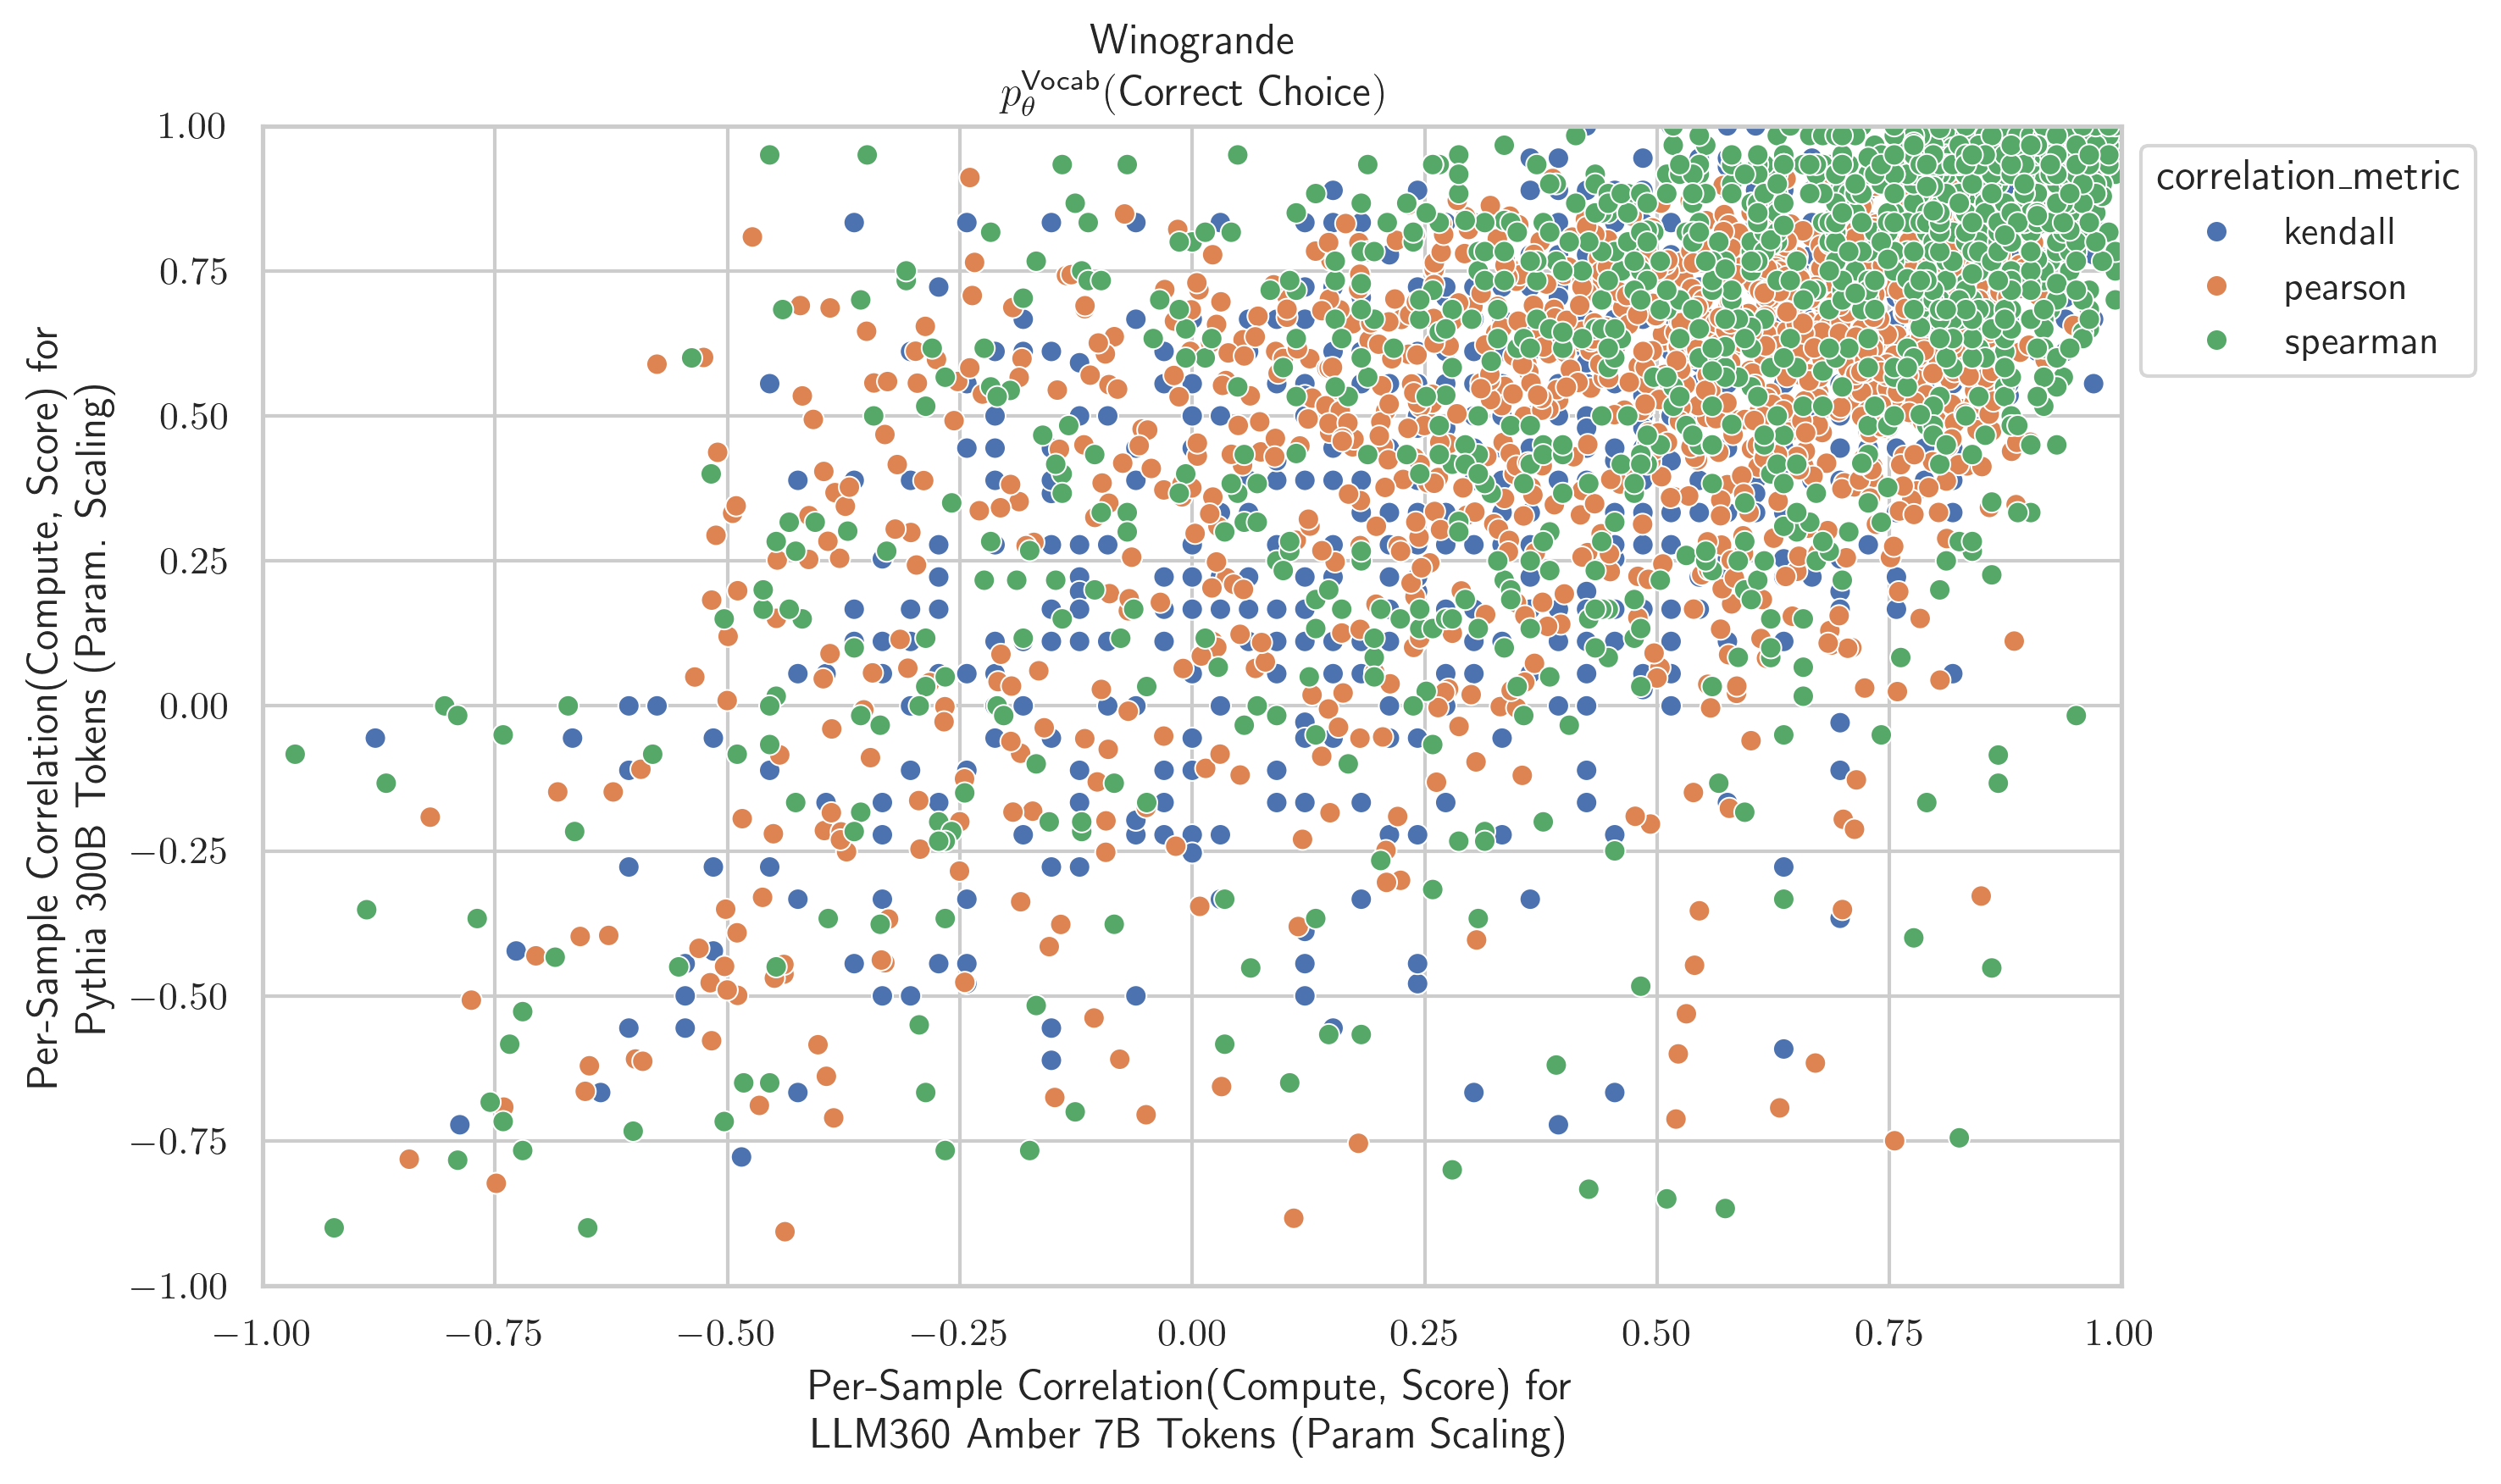 Winogrande
p_θ^Vocab(Correct Choice)
Per-Sample Correlation(Compute, Score) for
Pythia 300B Tokens (Param. Scaling)
1.00
0.75
0.50
0.25
0.00
−0.25
−0.50
−0.75
−1.00
−1.00
−0.75
−0.50
−0.25
0.00
0.25
0.50
0.75
1.00
Per-Sample Correlation(Compute, Score) for
LLM360 Amber 7B Tokens (Param Scaling)
correlation_metric
kendall
pearson
spearman